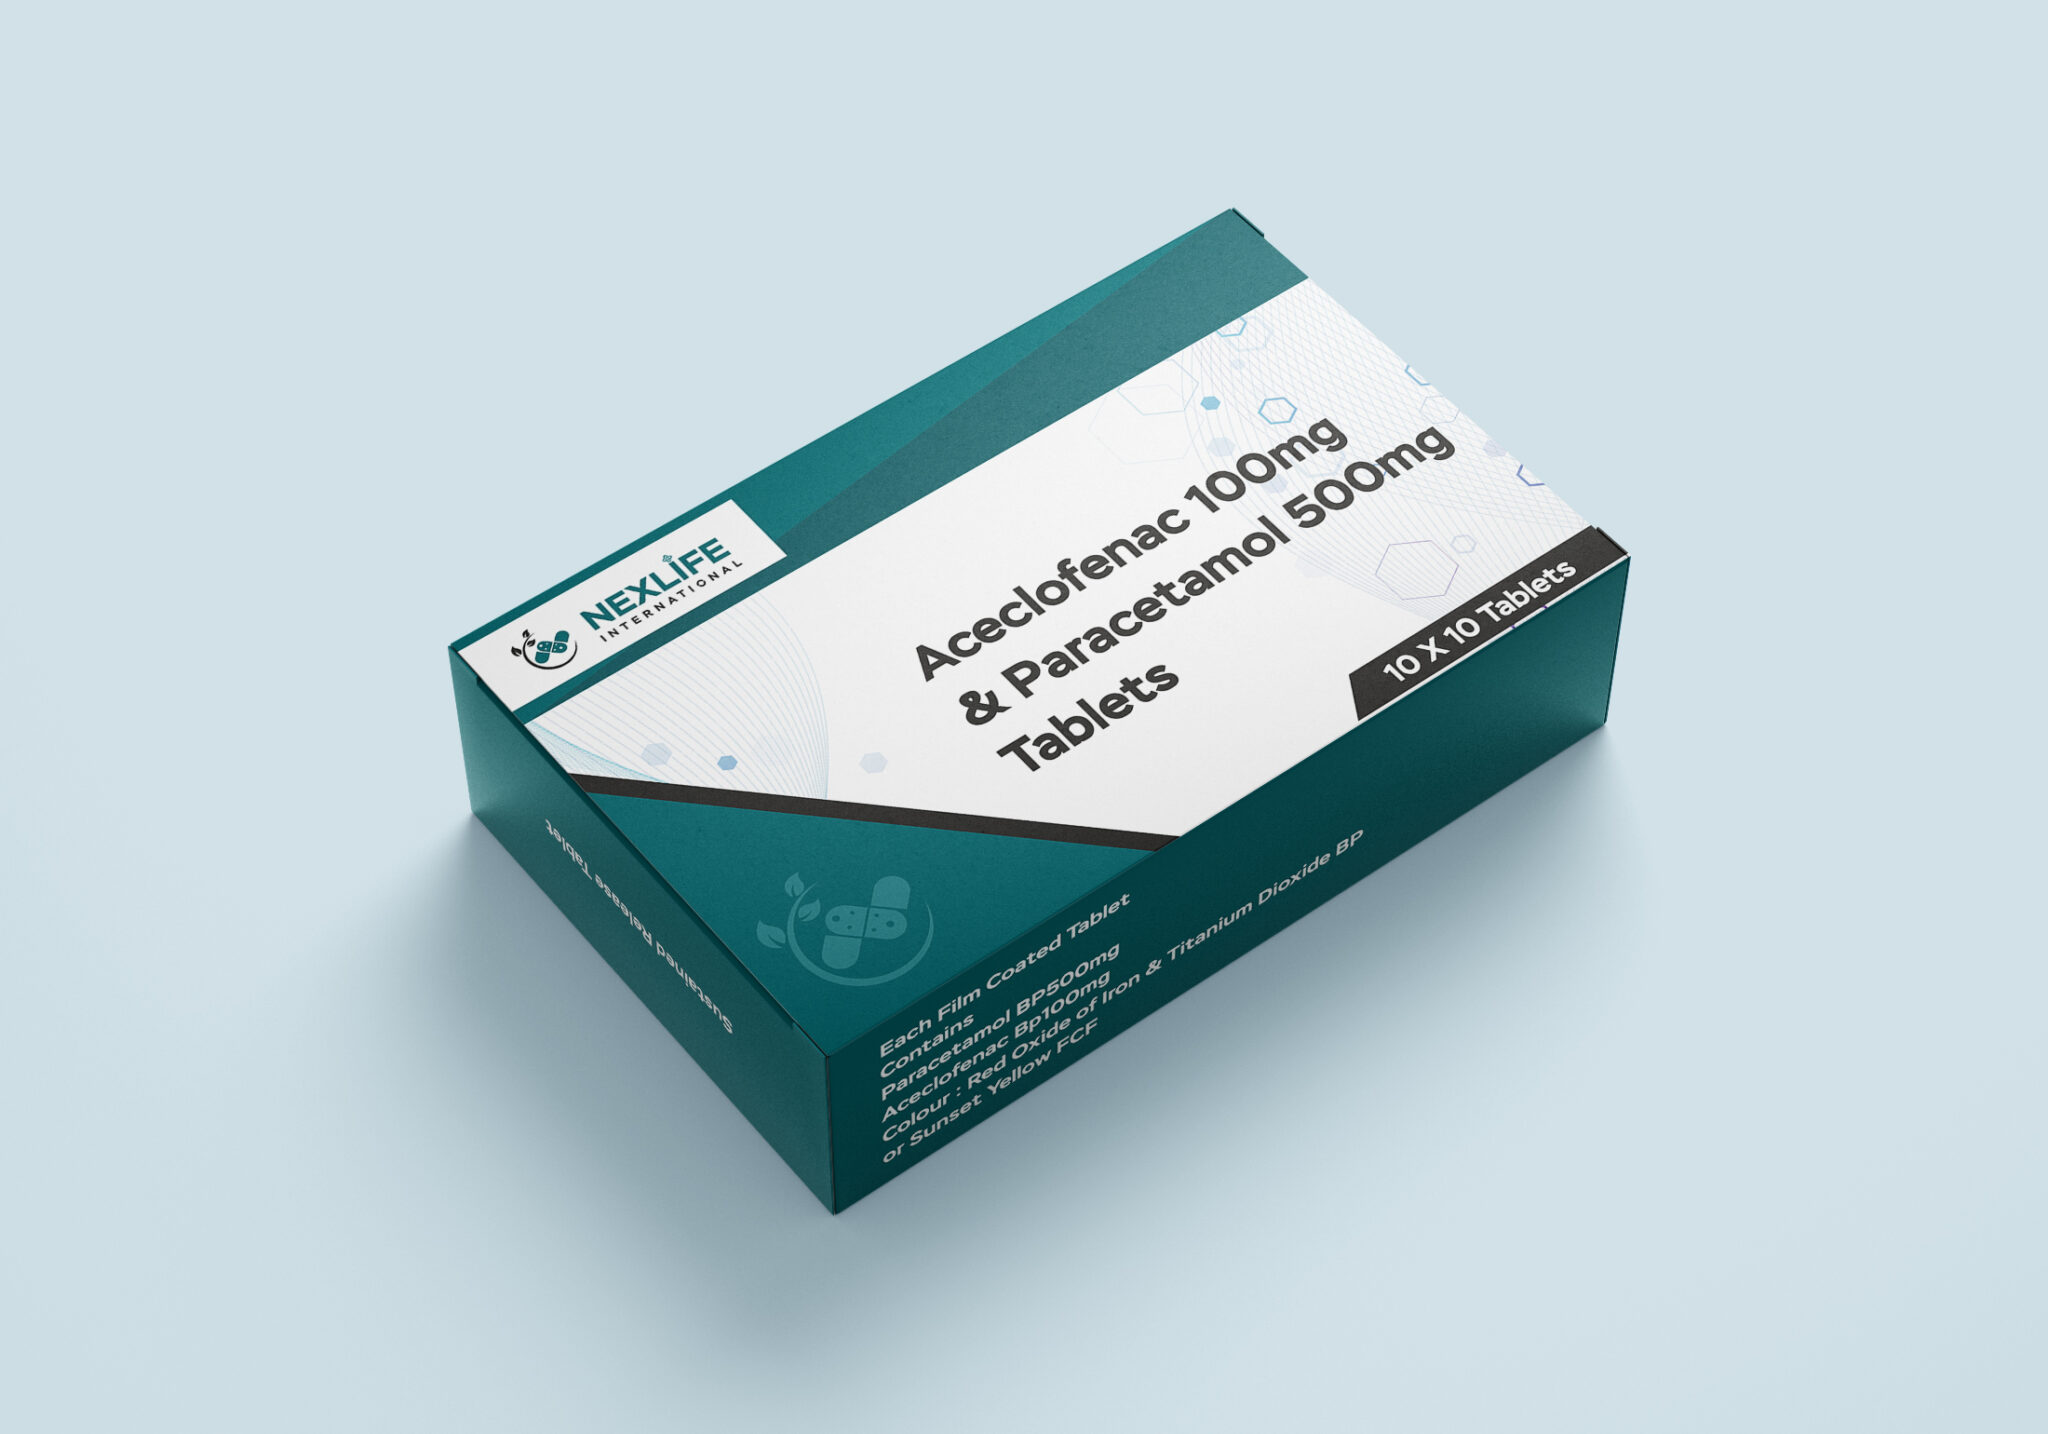 NEXLIFE
INTERNATIONAL
Aceclofenac 100mg
& Paracetamol 500mg
Tablets
10 X 10 Tablets
Sustained Release Tablet
Each Film Coated Tablet
Contains
Paracetamol BP500mg
Aceclofenac Bp100mg
Colour : Red Oxide of Iron & Titanium Dioxide BP
or Sunset Yellow FCF